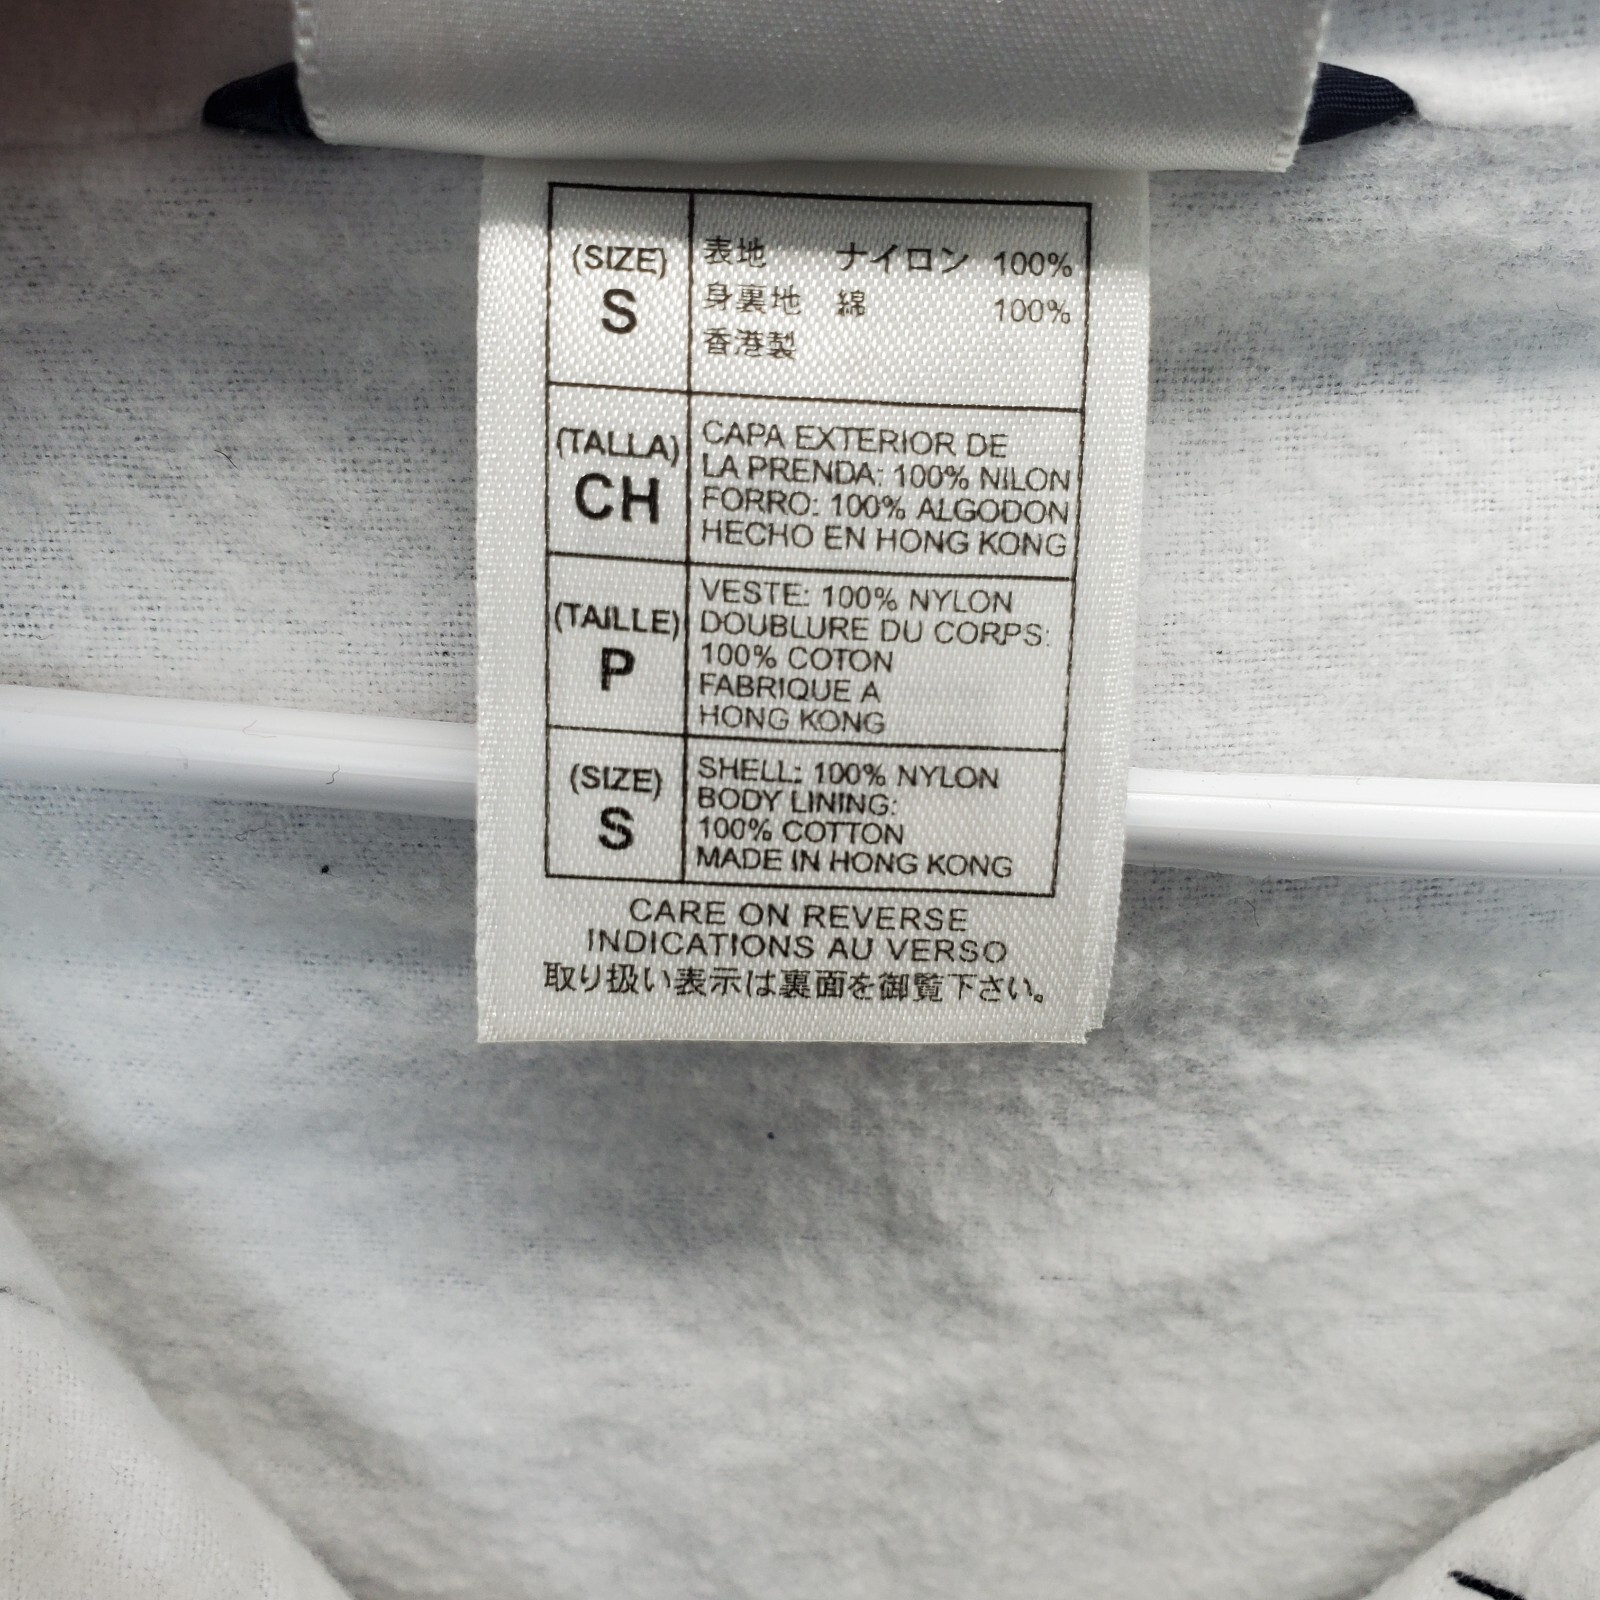 (SIZE)
S
表地 ナイロン 100%
身裏地 綿 100%
香港製
(TALLA)
CH
CAPA EXTERIOR DE
LA PRENDA: 100% NILON
FORRO: 100% ALGODON
HECHO EN HONG KONG
(TAILLE)
P
VESTE: 100% NYLON
DOUBLURE DU CORPS:
100% COTON
FABRIQUE A
HONG KONG
(SIZE)
S
SHELL: 100% NYLON
BODY LINING:
100% COTTON
MADE IN HONG KONG
CARE ON REVERSE
INDICATIONS AU VERSO
取り扱い表示は裏面を御覧下さい。